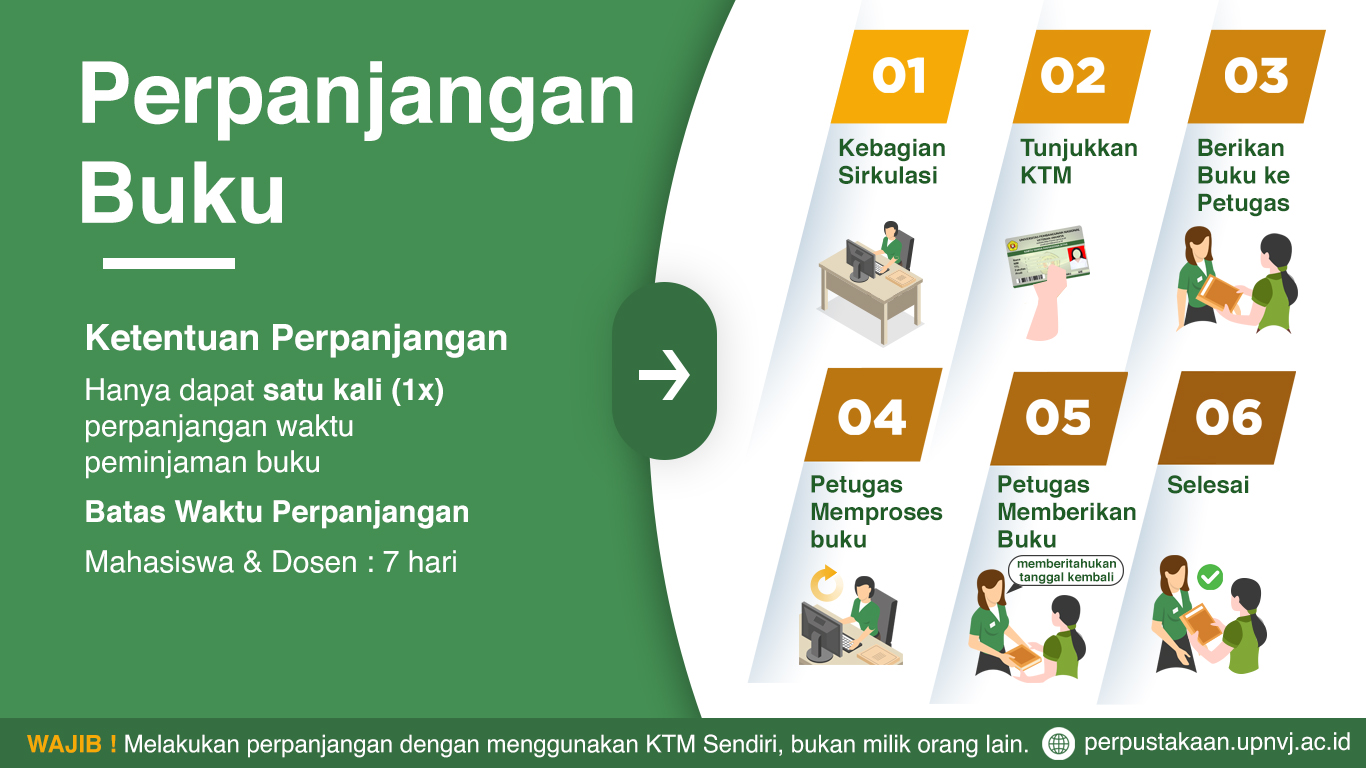 Perpanjangan
Buku
Ketentuan Perpanjangan
Hanya dapat satu kali (1x)
perpanjangan waktu
peminjaman buku
Batas Waktu Perpanjangan
Mahasiswa & Dosen : 7 hari
01
Kebagian
Sirkulasi
02
Tunjukkan
KTM
03
Berikan
Buku ke
Petugas
04
Petugas
Memproses
buku
05
Petugas
Memberikan
Buku
memberitahukan
tanggal kembali
06
Selesai
WAJIB ! Melakukan perpanjangan dengan menggunakan KTM Sendiri, bukan milik orang lain.
perpustakaan.upnvj.ac.id